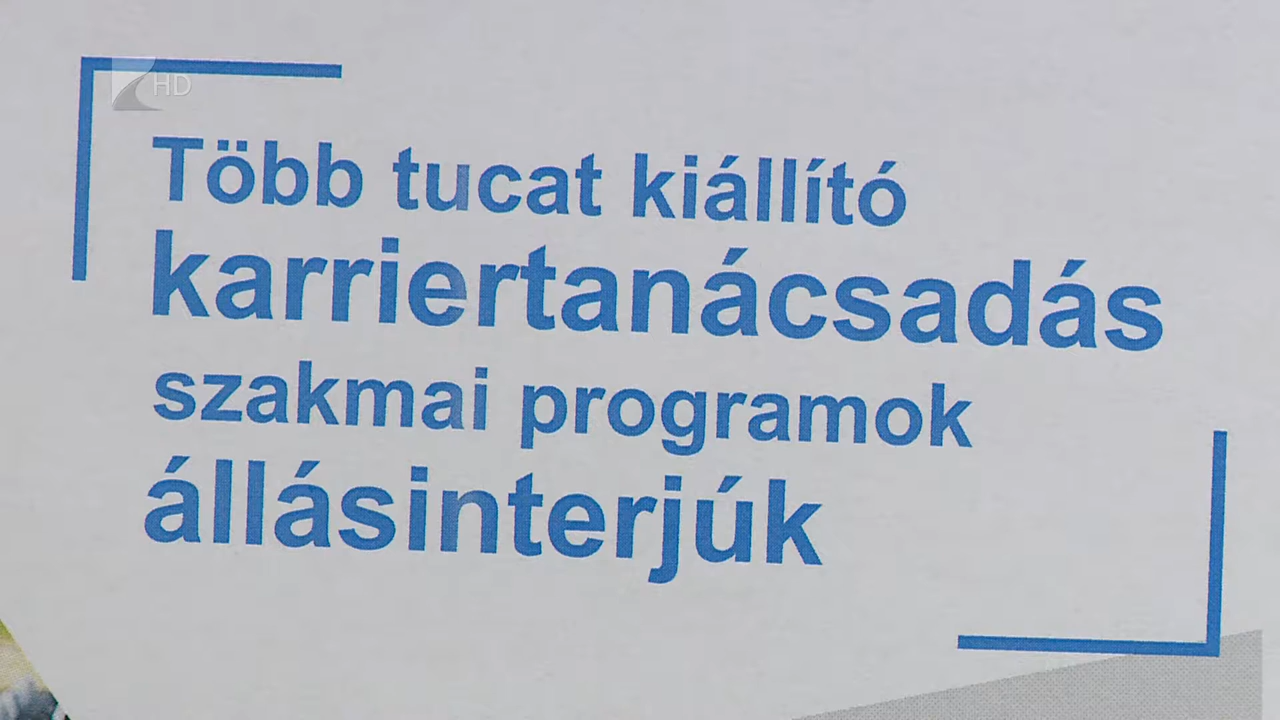 HD
Több tucat kiállító
karriertanácsadás
szakmai programok
állásinterjúk